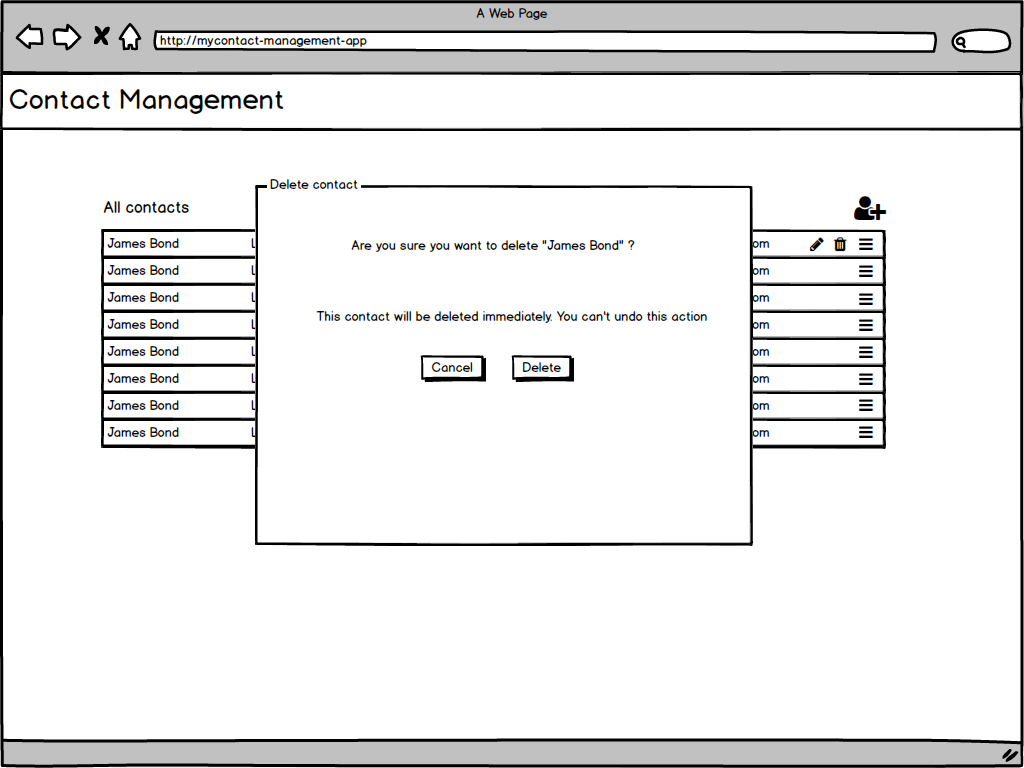 A Web Page
http://mycontact-management-app
Contact Management
Delete contact
All contacts
Are you sure you want to delete "James Bond" ?
This contact will be deleted immediately. You can't undo this action
Cancel Delete
James Bond L om
James Bond L om
James Bond L om
James Bond L om
James Bond L om
James Bond L om
James Bond L om
James Bond L om